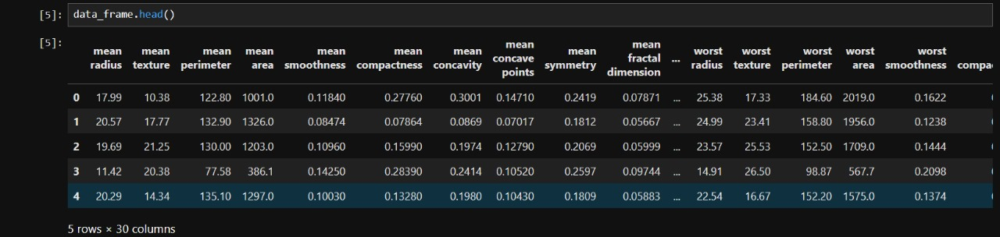 [5]: data_frame.head()
[5]:
mean radius mean texture mean perimeter mean area mean smoothness mean compactness mean concavity mean concave points mean symmetry mean fractal dimension ... worst radius worst texture worst perimeter worst area worst smoothness compac
0 17.99 10.38 122.80 1001.0 0.11840 0.27760 0.3001 0.14710 0.2419 0.07871 ... 25.38 17.33 184.60 2019.0 0.1622
1 20.57 17.77 132.90 1326.0 0.08474 0.07864 0.0869 0.07017 0.1812 0.05667 ... 24.99 23.41 158.80 1956.0 0.1238
2 19.69 21.25 130.00 1203.0 0.10960 0.15990 0.1974 0.12790 0.2069 0.05999 ... 23.57 25.53 152.50 1709.0 0.1444
3 11.42 20.38 77.58 386.1 0.14250 0.28390 0.2414 0.10520 0.2597 0.09744 ... 14.91 26.50 98.87 567.7 0.2098
4 20.29 14.34 135.10 1297.0 0.10030 0.13280 0.1980 0.10430 0.1809 0.05883 ... 22.54 16.67 152.20 1575.0 0.1374
5 rows × 30 columns